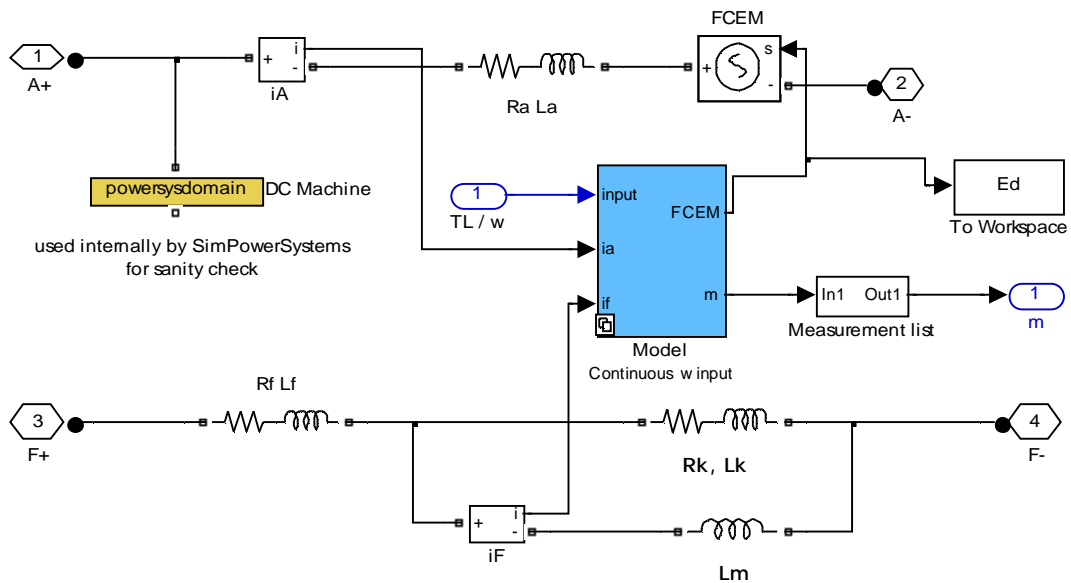 FCEM
1
A+
+
i
-
iA
Ra La
+
s
-
2
A-
powersysdomain
DC Machine
used internally by SimPowerSystems
for sanity check
1
TL / w
input
ia
if
FCEM
m
Model
Continuous w input
Ed
To Workspace
In1
Out1
Measurement list
1
m
3
F+
Rf Lf
Rk, Lk
4
F-
+
i
-
iF
Lm